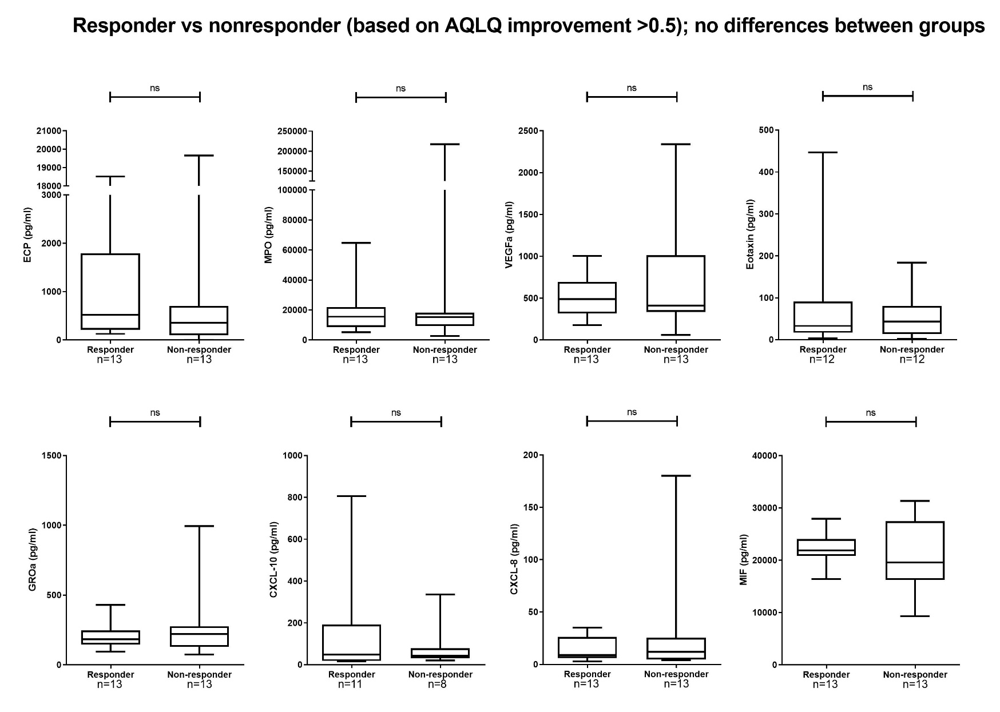 Responder vs nonresponder (based on AQLQ improvement >0.5); no differences between groups
ns
ECP (pg/ml)
21000
20000
19000
18000
3000
2000
1000
0
Responder
Non-responder
n=13
n=13
ns
MPO (pg/ml)
250000
200000
150000
100000
80000
60000
40000
20000
0
Responder
Non-responder
n=13
n=13
ns
VEGFa (pg/ml)
2500
2000
1500
1000
500
0
Responder
Non-responder
n=13
n=13
ns
Eotaxin (pg/ml)
500
400
300
200
100
0
Responder
Non-responder
n=12
n=12
ns
GROa (pg/ml)
1500
1000
500
0
Responder
Non-responder
n=13
n=13
ns
CXCL-10 (pg/ml)
1000
800
600
400
200
0
Responder
Non-responder
n=11
n=8
ns
CXCL-8 (pg/ml)
200
150
100
50
0
Responder
Non-responder
n=13
n=13
ns
MIF (pg/ml)
40000
30000
20000
10000
0
Responder
Non-responder
n=13
n=13